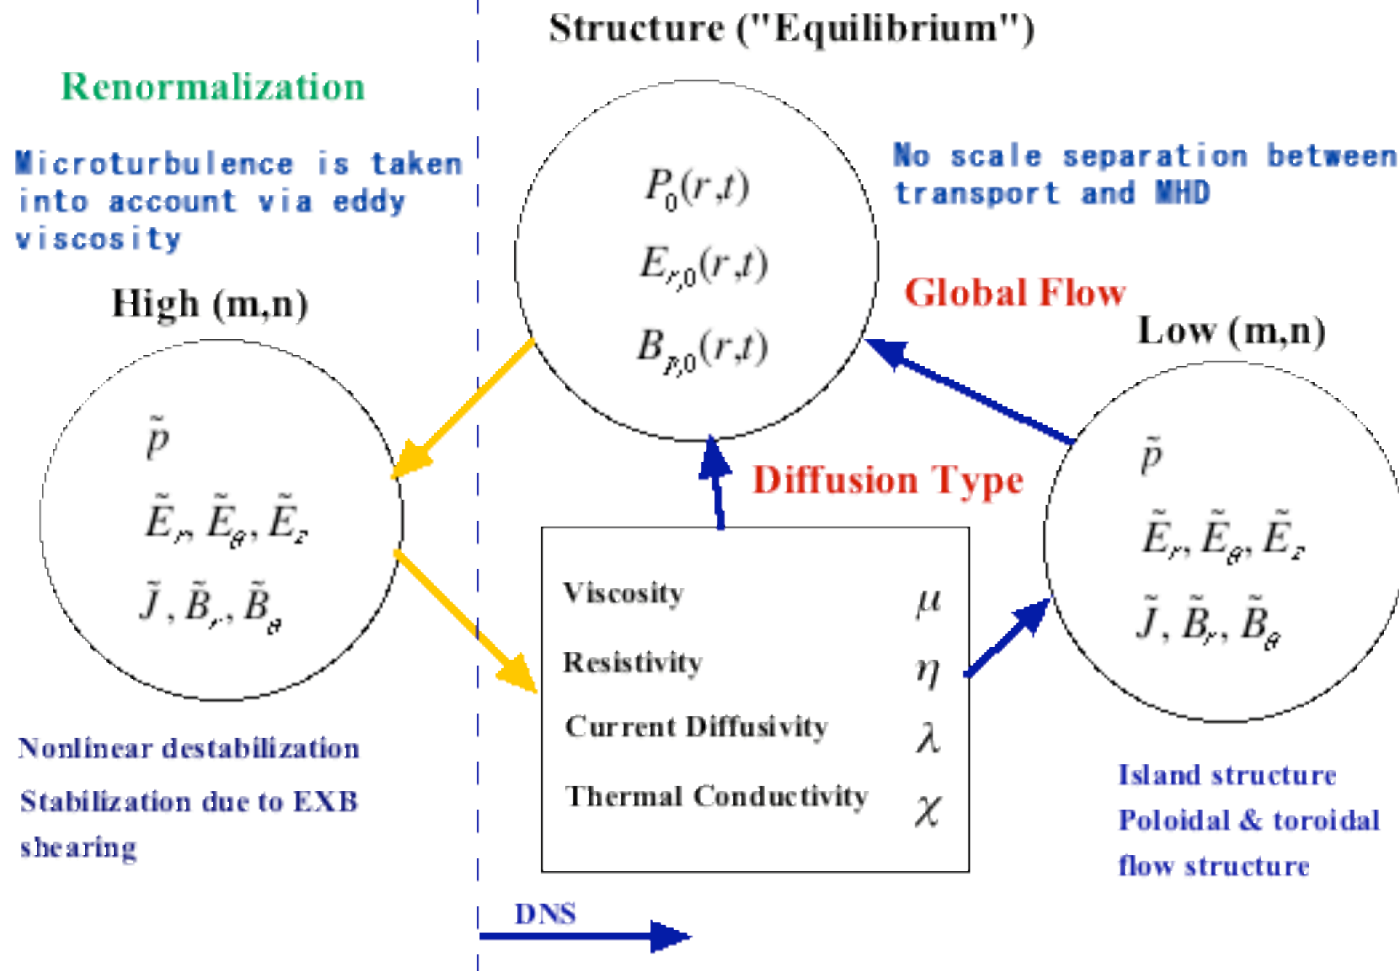 Structure ("Equilibrium")
Renormalization
Microturbulence is taken
into account via eddy
viscosity
No scale separation between
transport and MHD
P₀(r,t)
E_{r,0}(r,t)
B_{p,0}(r,t)
Global Flow
High (m,n)
Low (m,n)
p̃
Ẽ_r, Ẽ_θ, Ẽ_z
J̃, B̃_r, B̃_θ
Diffusion Type
p̃
Ẽ_r, Ẽ_θ, Ẽ_z
J̃, B̃_r, B̃_θ
Viscosity μ
Resistivity η
Current Diffusivity λ
Thermal Conductivity χ
Nonlinear destabilization
Stabilization due to EXB
shearing
Island structure
Poloidal & toroidal
flow structure
DNS